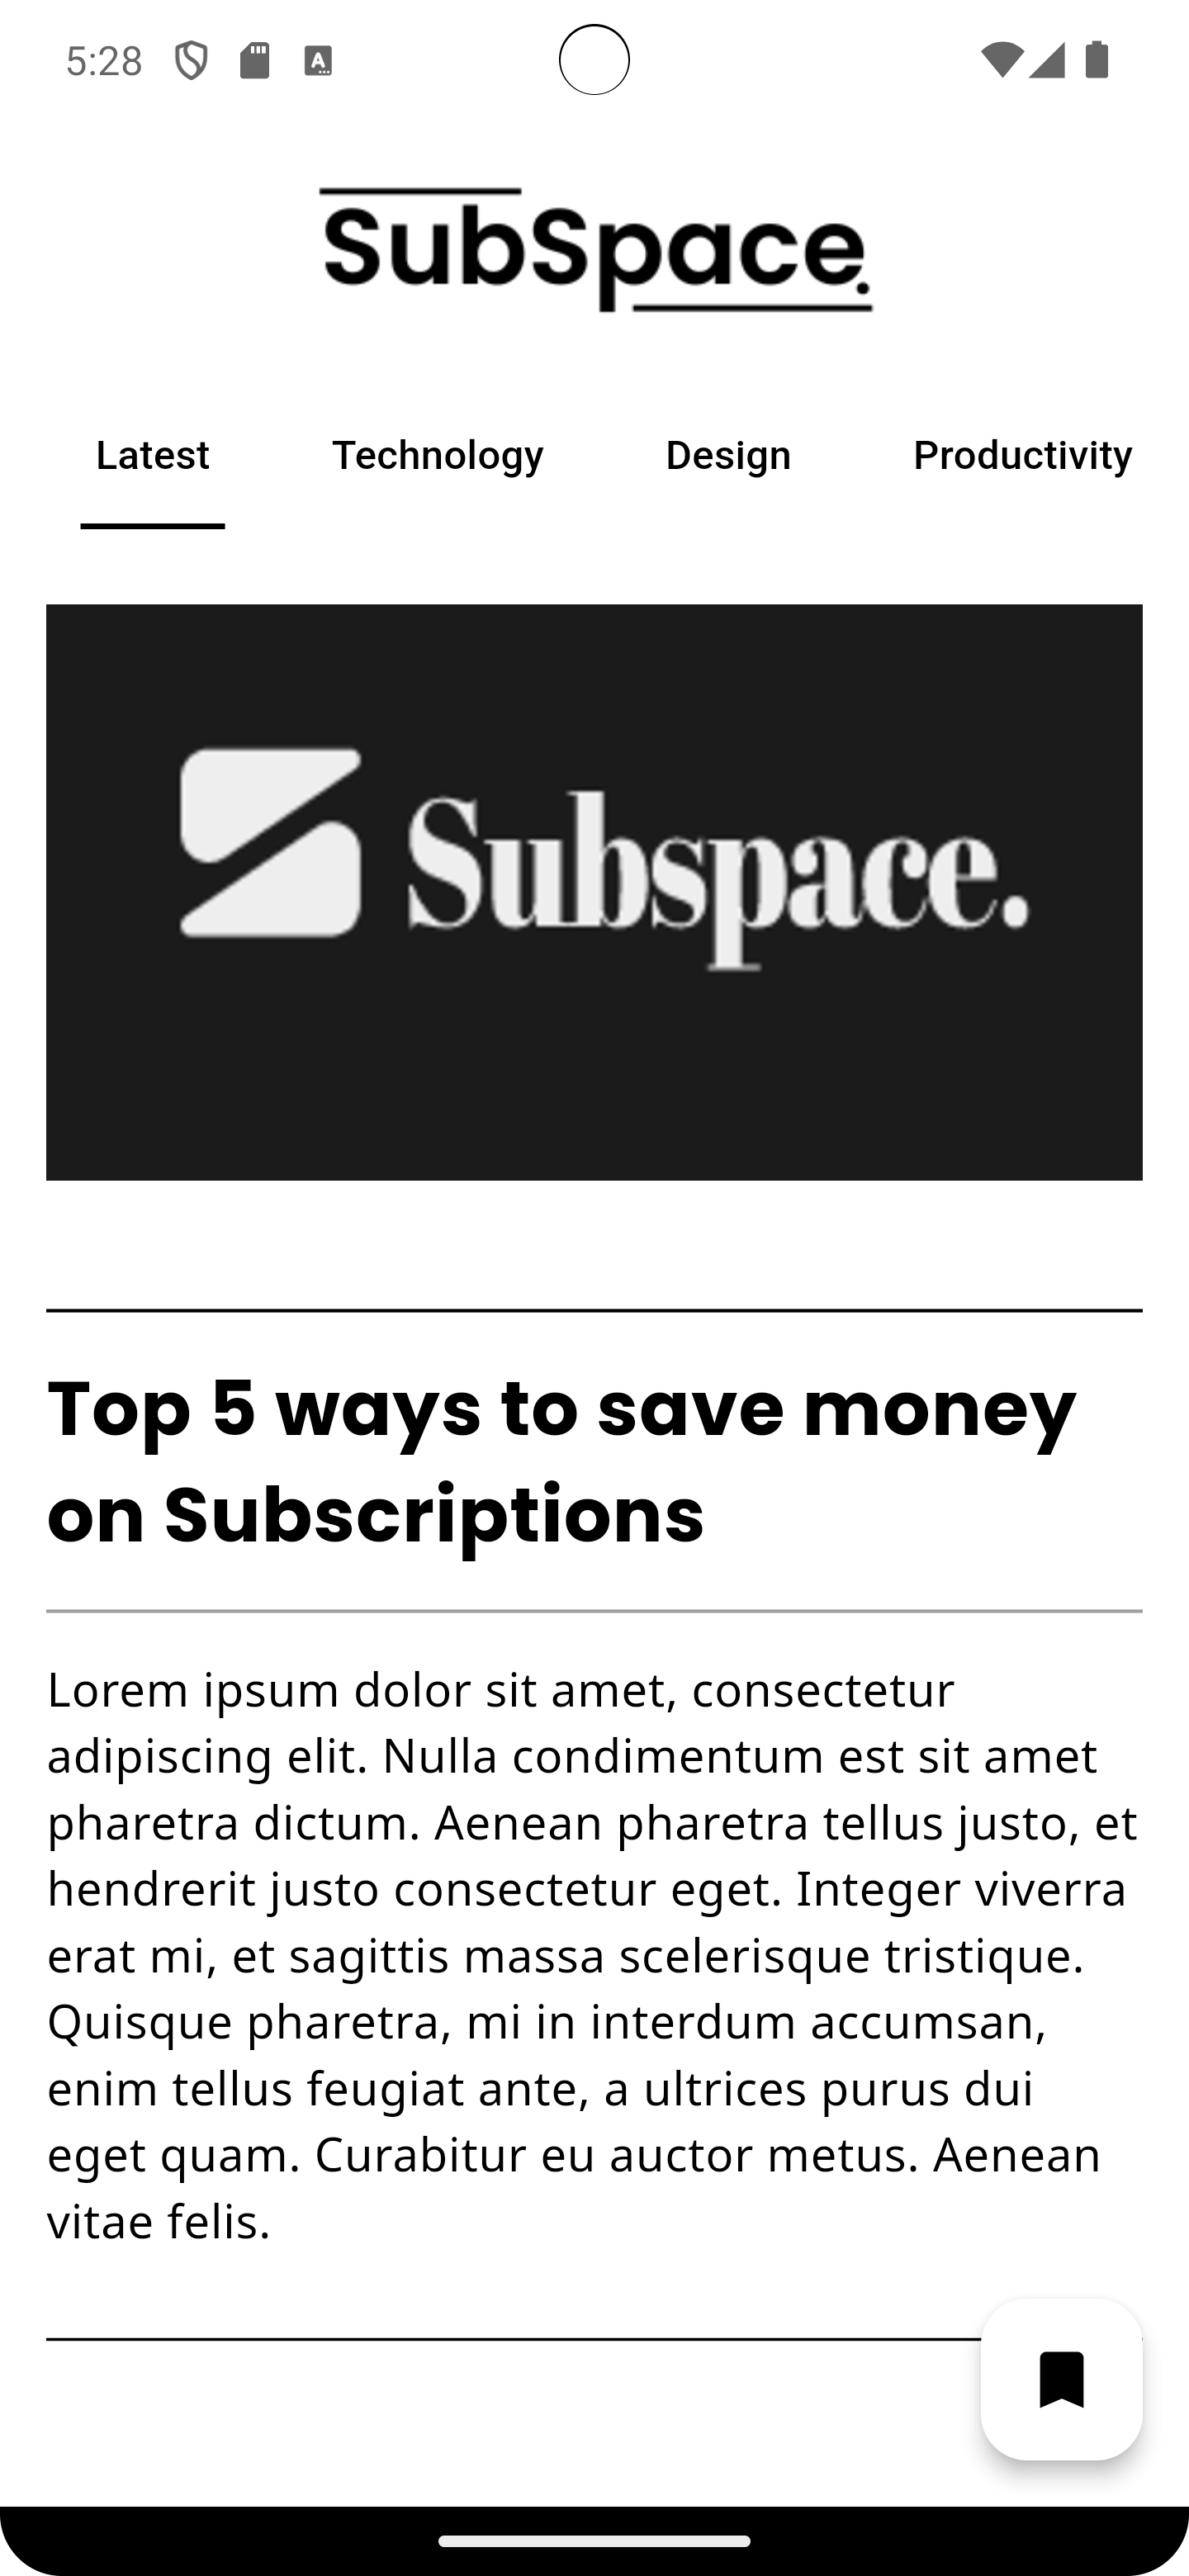 5:28
SubSpace.
Latest Technology Design Productivity
Subspace.
Top 5 ways to save money
on Subscriptions
Lorem ipsum dolor sit amet, consectetur
adipiscing elit. Nulla condimentum est sit amet
pharetra dictum. Aenean pharetra tellus justo, et
hendrerit justo consectetur eget. Integer viverra
erat mi, et sagittis massa scelerisque tristique.
Quisque pharetra, mi in interdum accumsan,
enim tellus feugiat ante, a ultrices purus dui
eget quam. Curabitur eu auctor metus. Aenean
vitae felis.